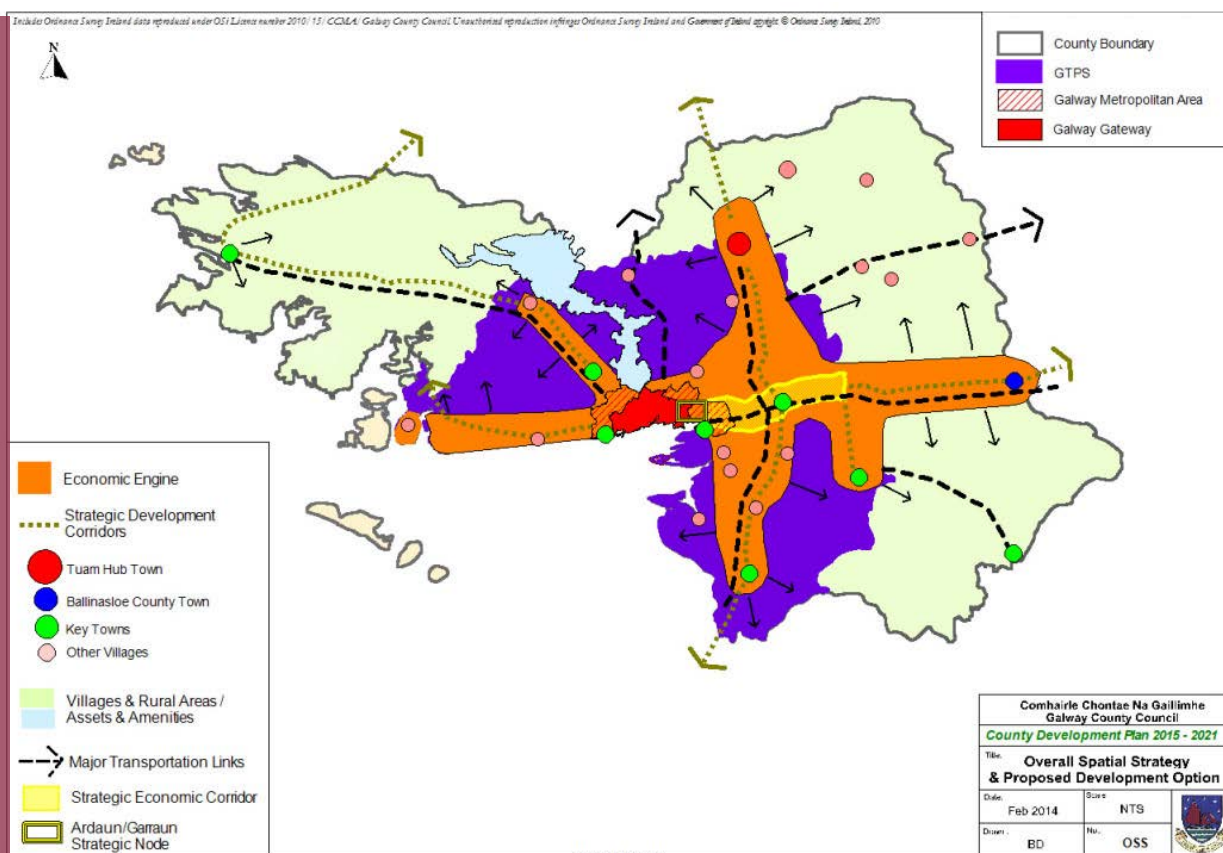 Includes Ordnance Survey Ireland data reproduced under OSi Licence number 2010/ 15/ CCMA/ Galway County Council. Unauthorised reproduction infringes Ordnance Survey Ireland and Government of Ireland copyright. © Ordnance Survey Ireland, 2010
N
County Boundary
GTPS
Galway Metropolitan Area
Galway Gateway
Economic Engine
Strategic Development
Corridors
Tuam Hub Town
Ballinasloe County Town
Key Towns
Other Villages
Villages & Rural Areas /
Assets & Amenities
Major Transportation Links
Strategic Economic Corridor
Ardaun/Garraun
Strategic Node
Comhairle Chontae Na Gaillimhe
Galway County Council
County Development Plan 2015 - 2021
Title.
Overall Spatial Strategy
& Proposed Development Option
Date. Scale
Feb 2014 NTS
Drawn . No.
BD OSS